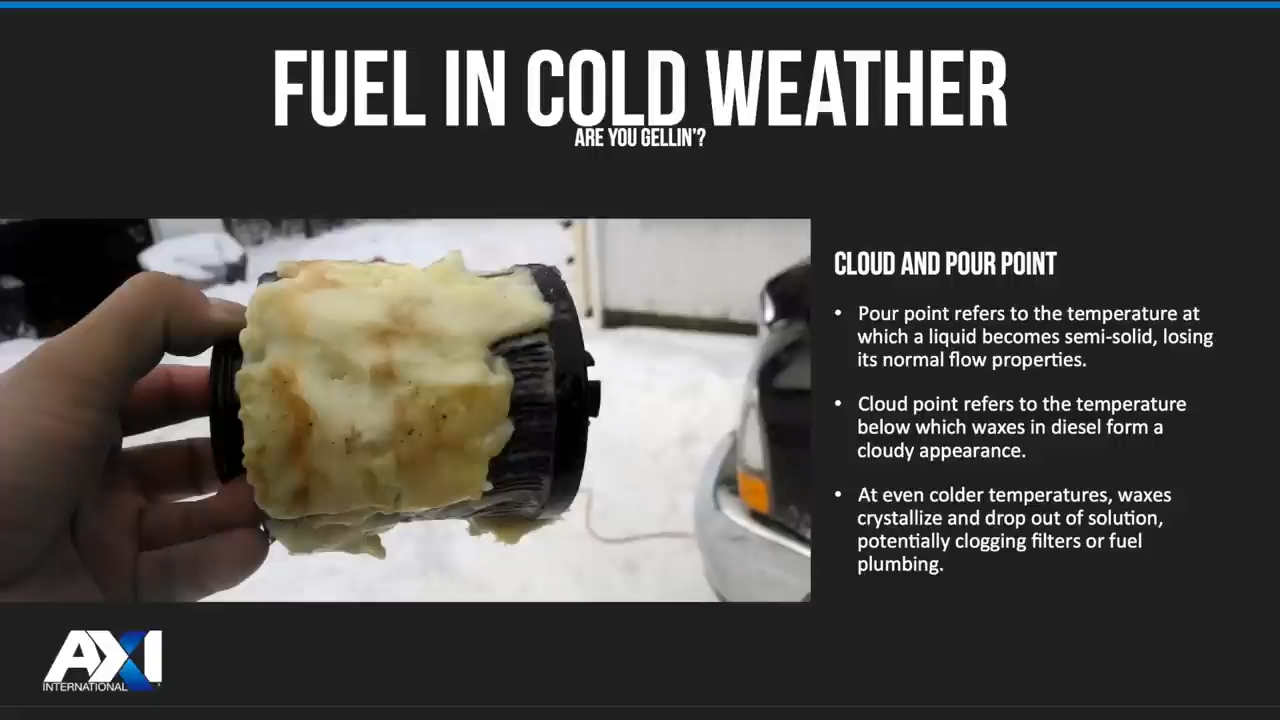 FUEL IN COLD WEATHER
ARE YOU GELLIN'?
CLOUD AND POUR POINT
• Pour point refers to the temperature at
which a liquid becomes semi-solid, losing
its normal flow properties.
• Cloud point refers to the temperature
below which waxes in diesel form a
cloudy appearance.
• At even colder temperatures, waxes
crystallize and drop out of solution,
potentially clogging filters or fuel
plumbing.
AXI
INTERNATIONAL